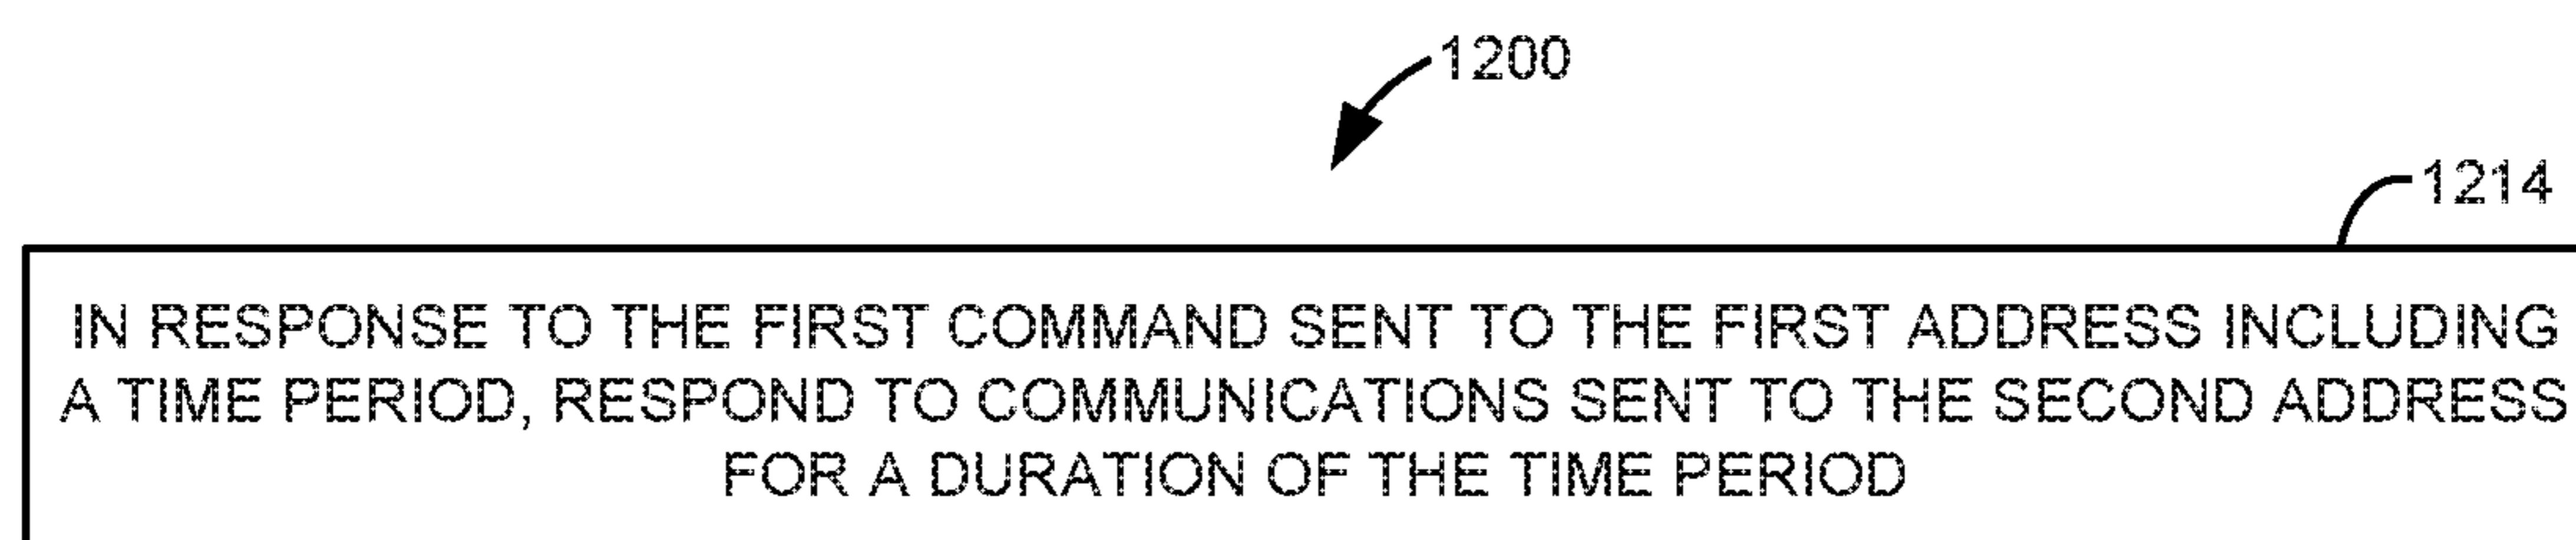 1200
1214
IN RESPONSE TO THE FIRST COMMAND SENT TO THE FIRST ADDRESS INCLUDING
A TIME PERIOD, RESPOND TO COMMUNICATIONS SENT TO THE SECOND ADDRESS
FOR A DURATION OF THE TIME PERIOD